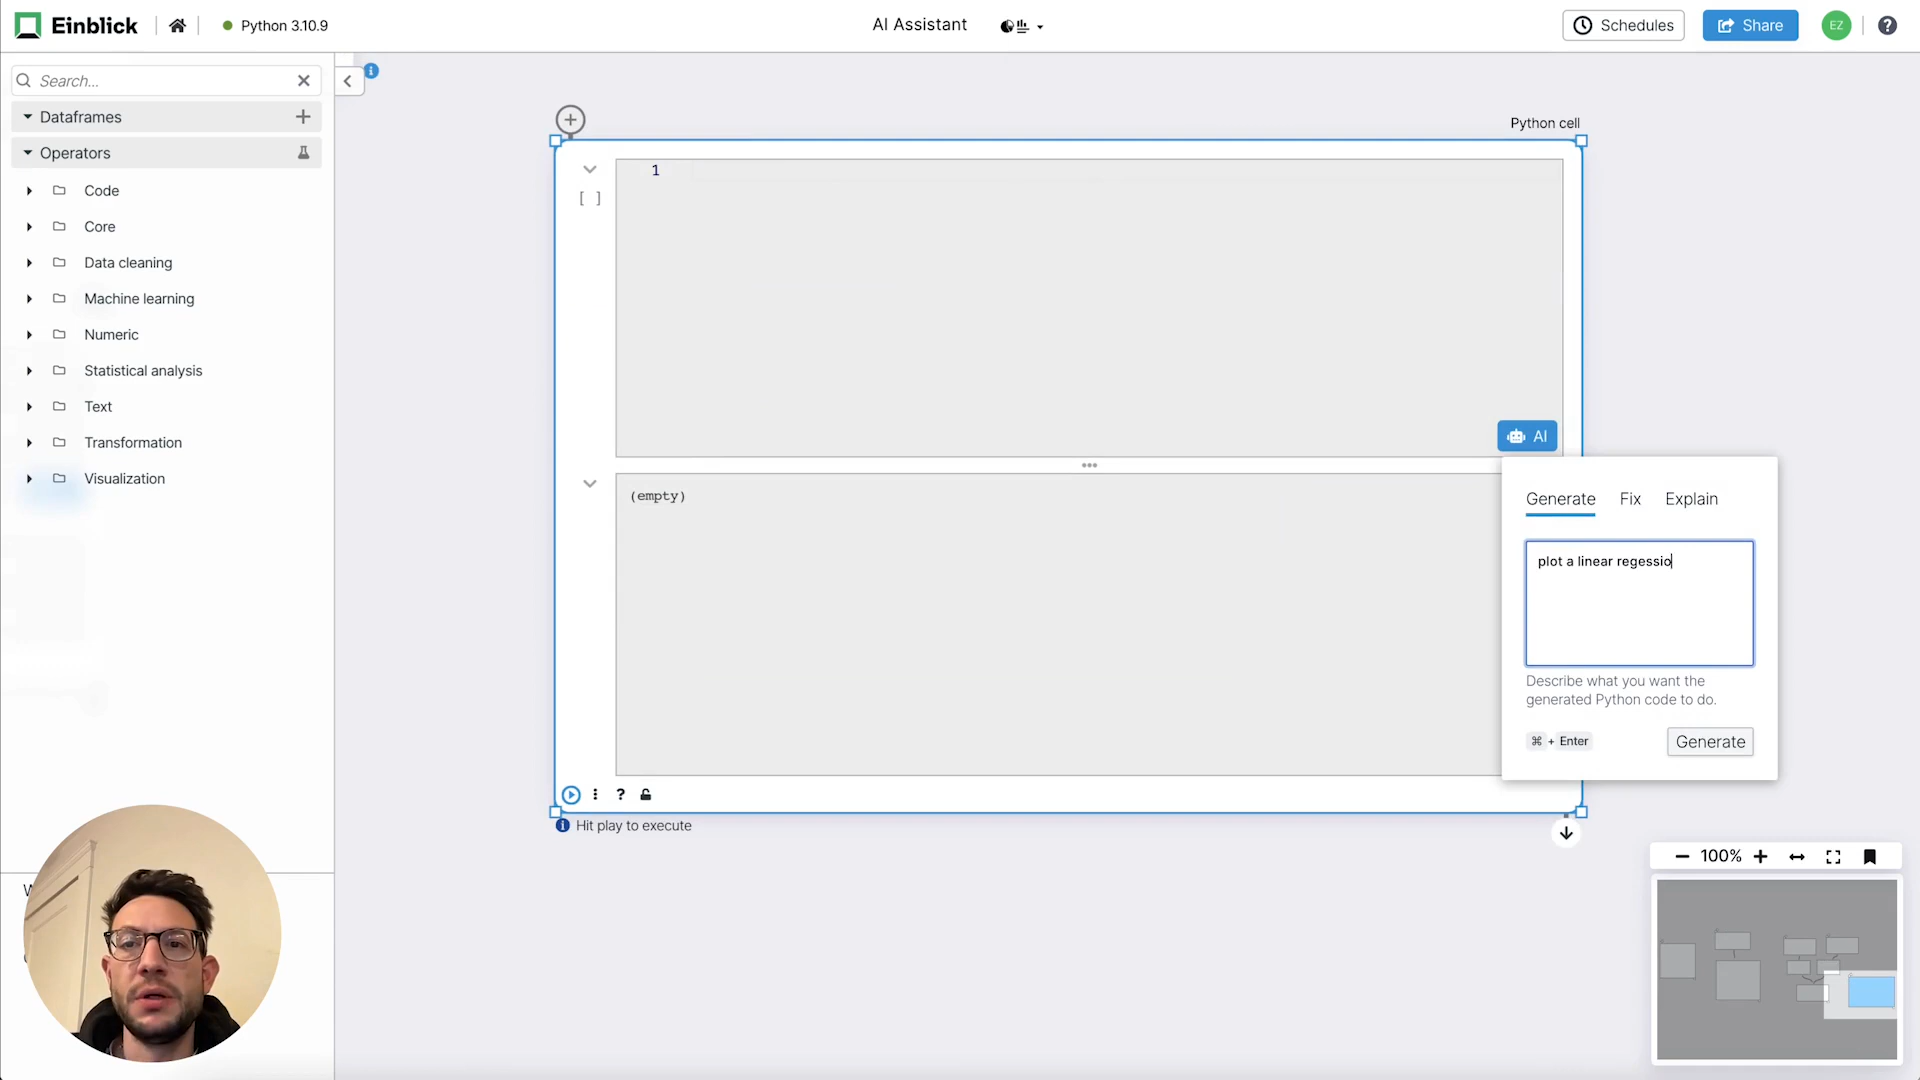 Einblick
Python 3.10.9
AI Assistant
Schedules
Share
EZ
?
Search...
Dataframes
Operators
Code
Core
Data cleaning
Machine learning
Numeric
Statistical analysis
Text
Transformation
Visualization
i
Python cell
1
[ ]
AI
(empty)
Generate
Fix
Explain
plot a linear regessio
Describe what you want the
generated Python code to do.
⌘ + Enter
Generate
?
i Hit play to execute
100%